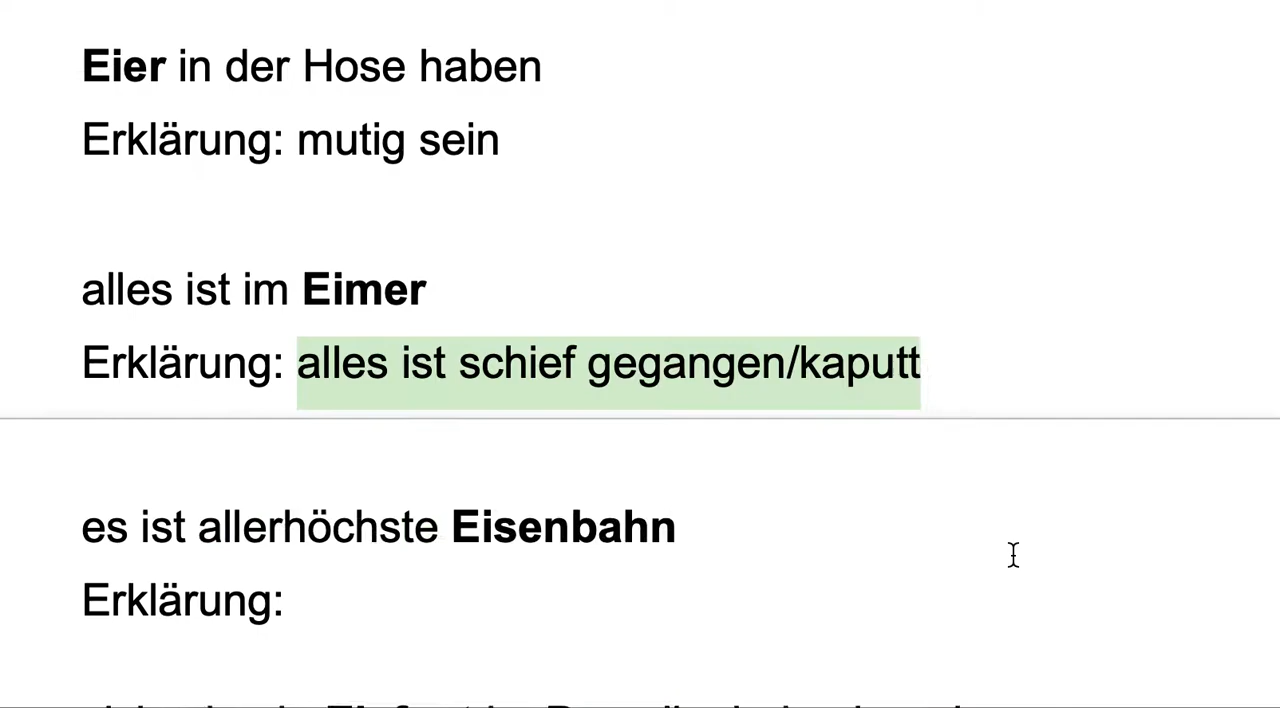 Eier in der Hose haben
Erklärung: mutig sein
alles ist im Eimer
Erklärung: alles ist schief gegangen/kaputt
es ist allerhöchste Eisenbahn
Erklärung: